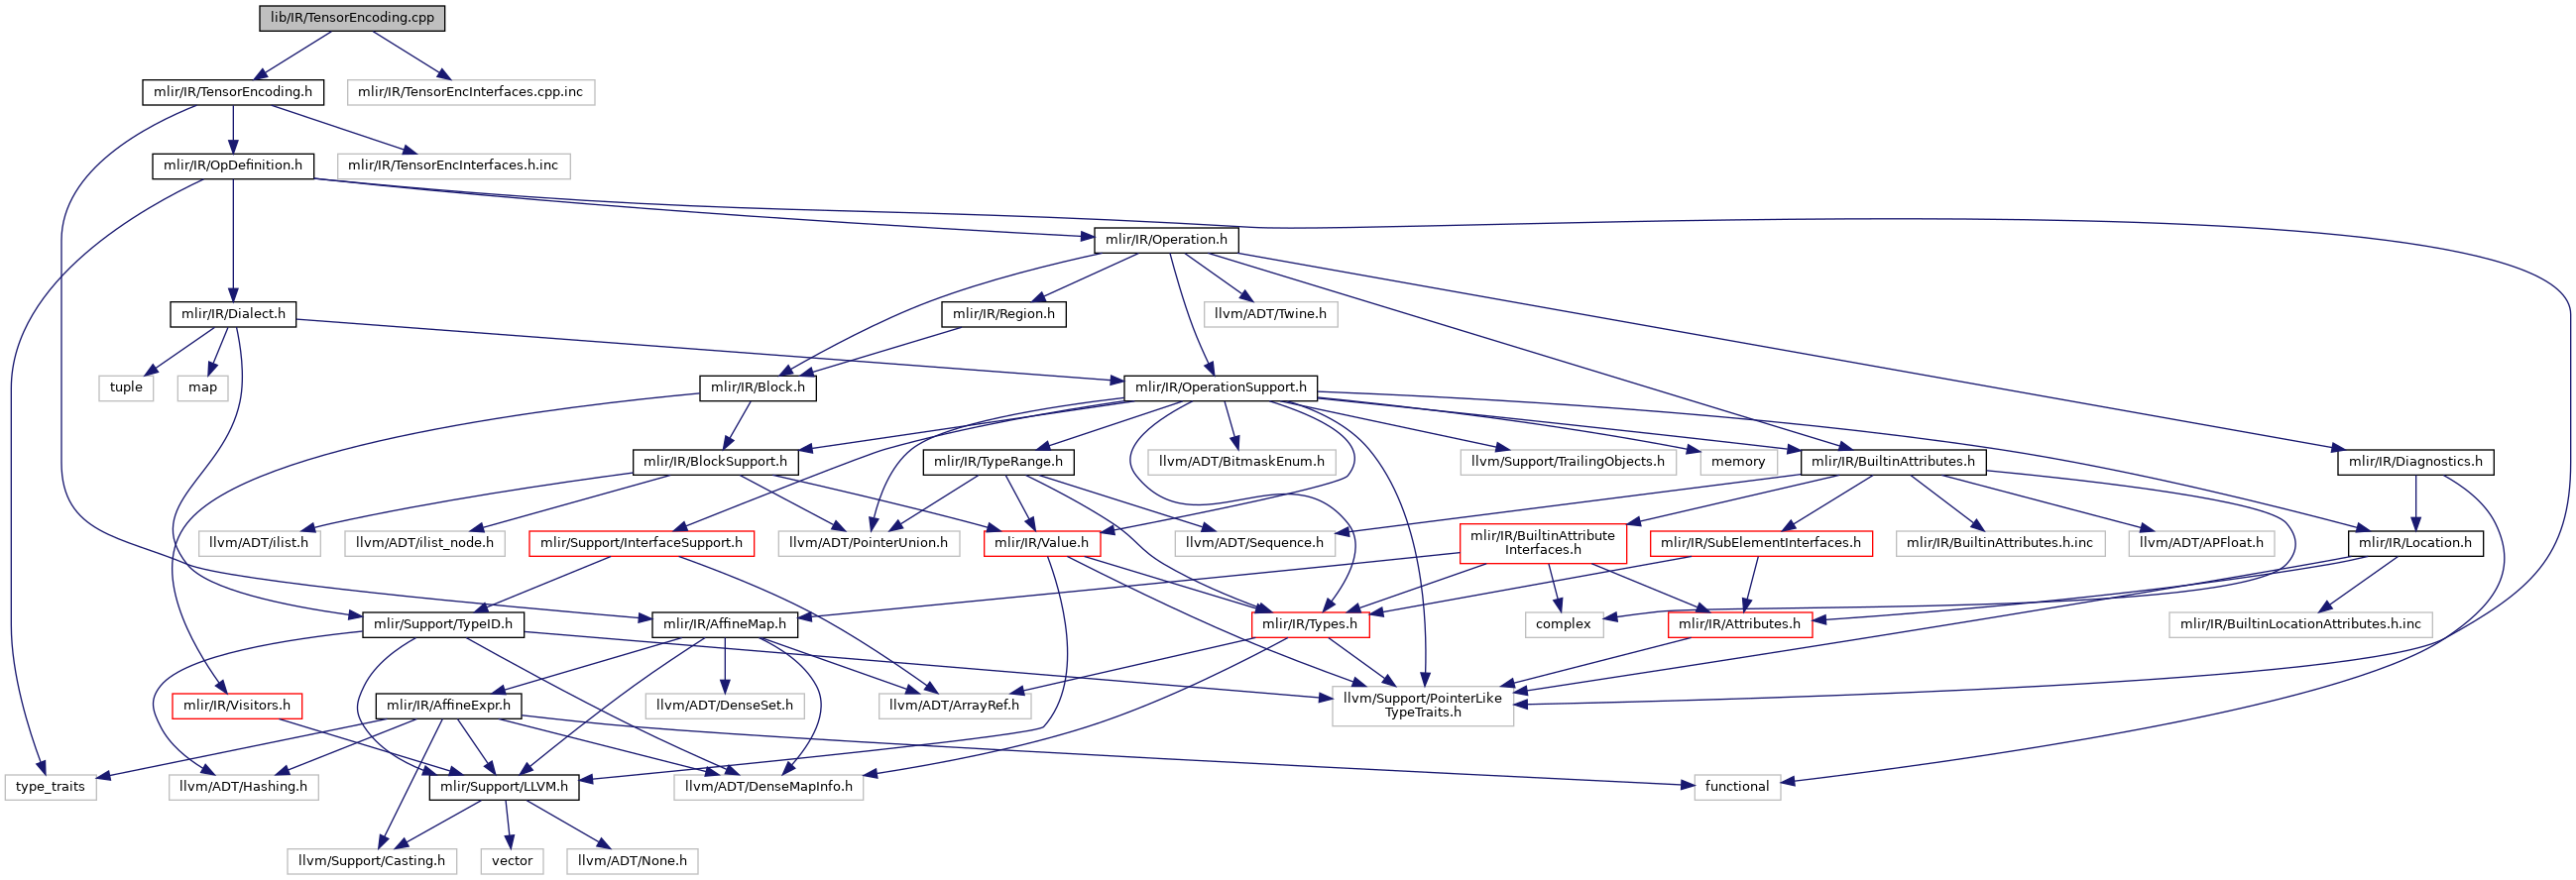 lib/IR/TensorEncoding.cpp
mlir/IR/TensorEncoding.h
mlir/IR/TensorEncInterfaces.cpp.inc
mlir/IR/OpDefinition.h
mlir/IR/TensorEncInterfaces.h.inc
mlir/IR/Operation.h
mlir/IR/Dialect.h
mlir/IR/Region.h
llvm/ADT/Twine.h
tuple
map
mlir/IR/Block.h
mlir/IR/OperationSupport.h
mlir/IR/BlockSupport.h
mlir/IR/TypeRange.h
llvm/ADT/BitmaskEnum.h
llvm/Support/TrailingObjects.h
memory
mlir/IR/BuiltinAttributes.h
mlir/IR/Diagnostics.h
llvm/ADT/ilist.h
llvm/ADT/ilist_node.h
mlir/Support/InterfaceSupport.h
llvm/ADT/PointerUnion.h
mlir/IR/Value.h
llvm/ADT/Sequence.h
mlir/IR/BuiltinAttribute
Interfaces.h
mlir/IR/SubElementInterfaces.h
mlir/IR/BuiltinAttributes.h.inc
llvm/ADT/APFloat.h
mlir/IR/Location.h
mlir/Support/TypeID.h
mlir/IR/AffineMap.h
mlir/IR/Types.h
complex
mlir/IR/Attributes.h
mlir/IR/BuiltinLocationAttributes.h.inc
mlir/IR/Visitors.h
mlir/IR/AffineExpr.h
llvm/ADT/DenseSet.h
llvm/ADT/ArrayRef.h
llvm/Support/PointerLike
TypeTraits.h
type_traits
llvm/ADT/Hashing.h
mlir/Support/LLVM.h
llvm/ADT/DenseMapInfo.h
functional
llvm/Support/Casting.h
vector
llvm/ADT/None.h